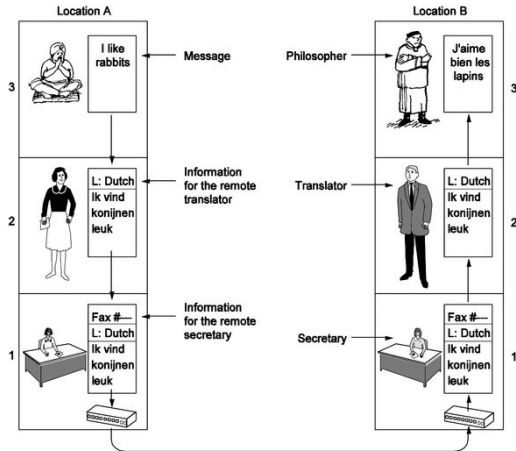 Location A
3
I like
rabbits
Message
2
L: Dutch
Ik vind
konijnen
leuk
Information
for the remote
translator
1
Fax #---
L: Dutch
Ik vind
konijnen
leuk
Information
for the remote
secretary
Location B
Philosopher
J'aime
bien les
lapins
3
Translator
L: Dutch
Ik vind
konijnen
leuk
2
Secretary
Fax #---
L: Dutch
Ik vind
konijnen
leuk
1